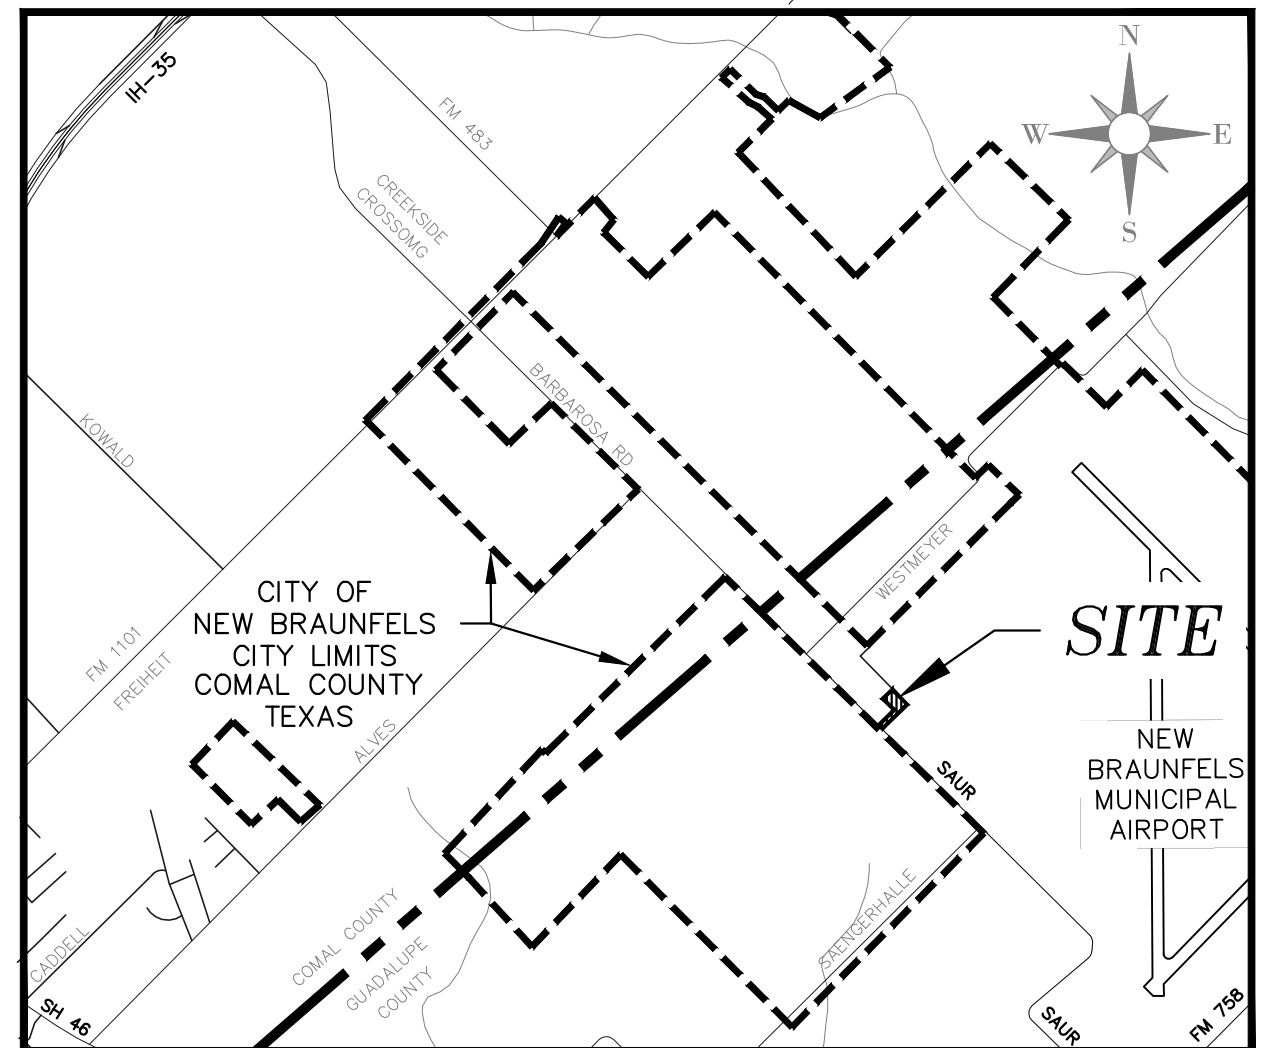 N
IH-35
FM 483
W
E
CREEKSIDE
CROSSOMG
S
BARBAROSA RD
KOWALD
WESTMEYER
CITY OF
NEW BRAUNFELS
CITY LIMITS
COMAL COUNTY
TEXAS
SITE
FM 1101
FREIHEIT
ALVES
NEW
BRAUNFELS
MUNICIPAL
AIRPORT
SAUR
SAENGERHALLE
COMAL COUNTY
GUADALUPE
COUNTY
CADDELL
SH 46
SAUR
FM 758